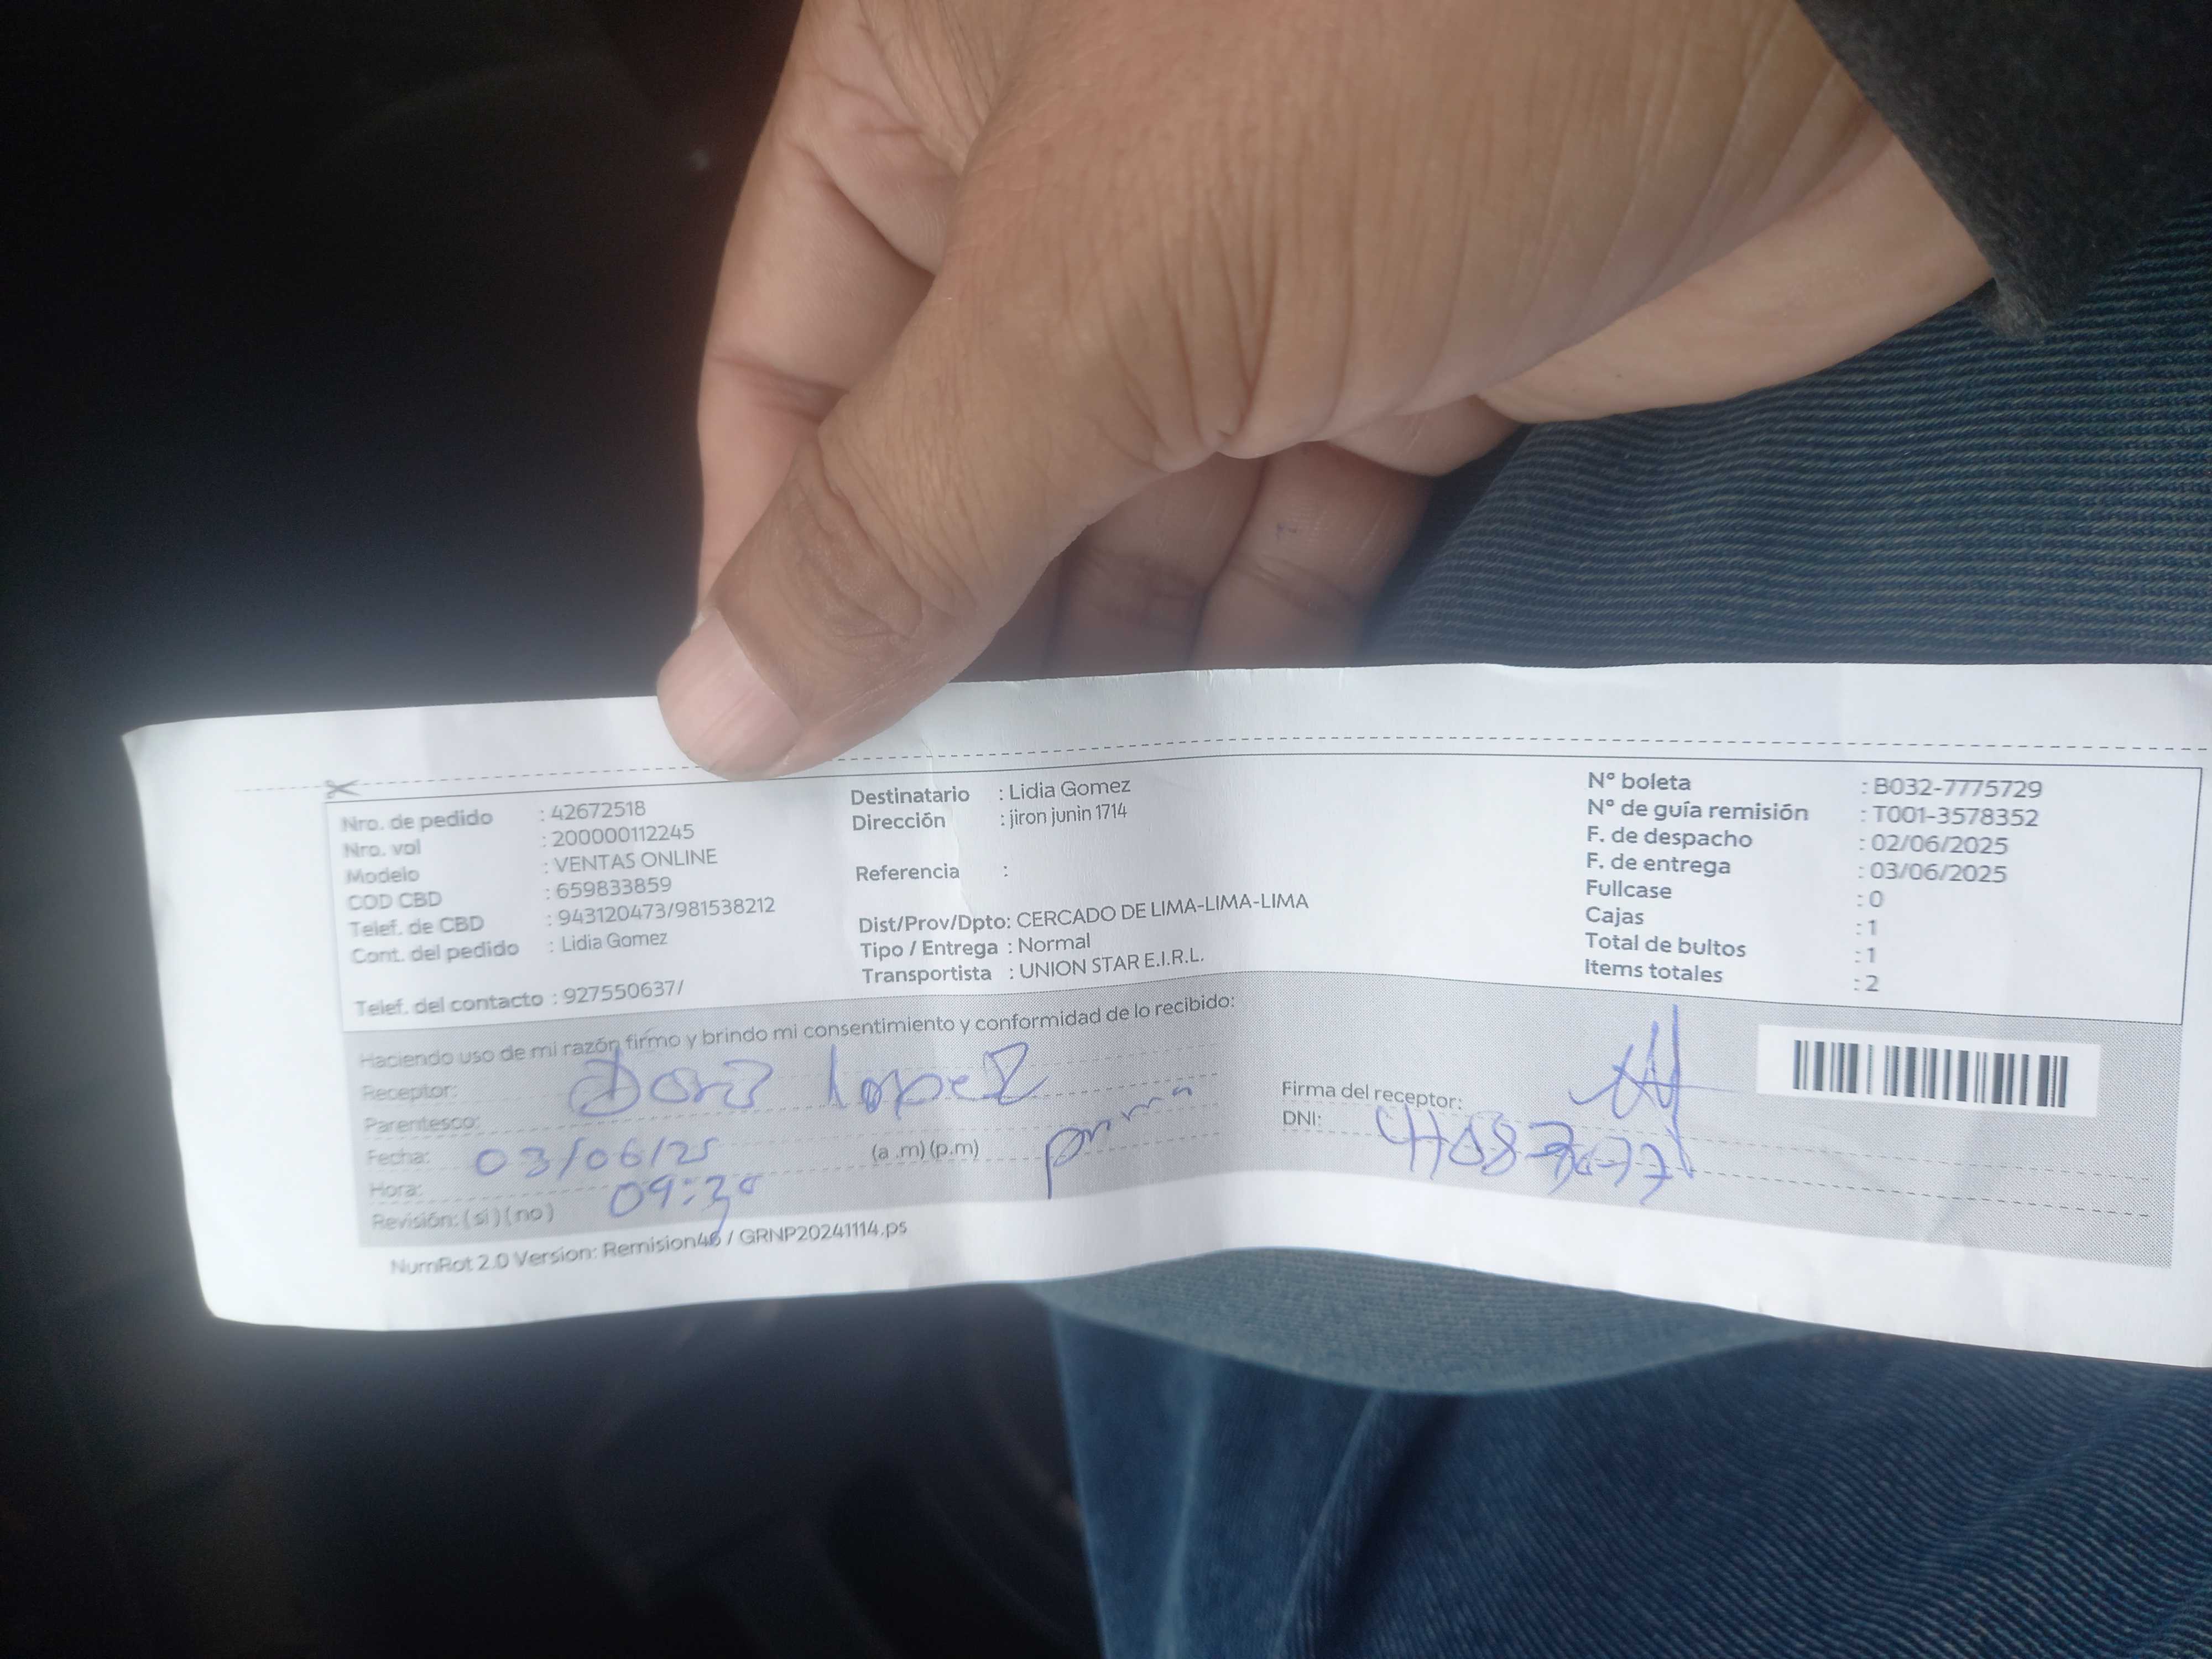 Nro. de pedido : 42672518
Nro. vol : 200000112245
Modelo : VENTAS ONLINE
COD CBD : 659833859
Telef. de CBD : 943120473/981538212
Cont. del pedido : Lidia Gomez
Telef. del contacto : 927550637/
Destinatario : Lidia Gomez
Dirección : jiron junin 1714
Referencia :
Dist/Prov/Dpto: CERCADO DE LIMA-LIMA-LIMA
Tipo / Entrega : Normal
Transportista : UNION STAR E.I.R.L.
N° boleta : B032-7775729
N° de guía remisión : T001-3578352
F. de despacho : 02/06/2025
F. de entrega : 03/06/2025
Fullcase : 0
Cajas : 1
Total de bultos : 1
Items totales : 2
Haciendo uso de mi razón firmo y brindo mi consentimiento y conformidad de lo recibido:
Receptor: Lopez
Parentesco: prima
Fecha: 03/06/25 (a .m) (p.m)
Hora:
Revisión: (si) (no)
Firma del receptor:
DNI:
NumRot 2.0 Version: Remision46 / GRNP20241114.ps